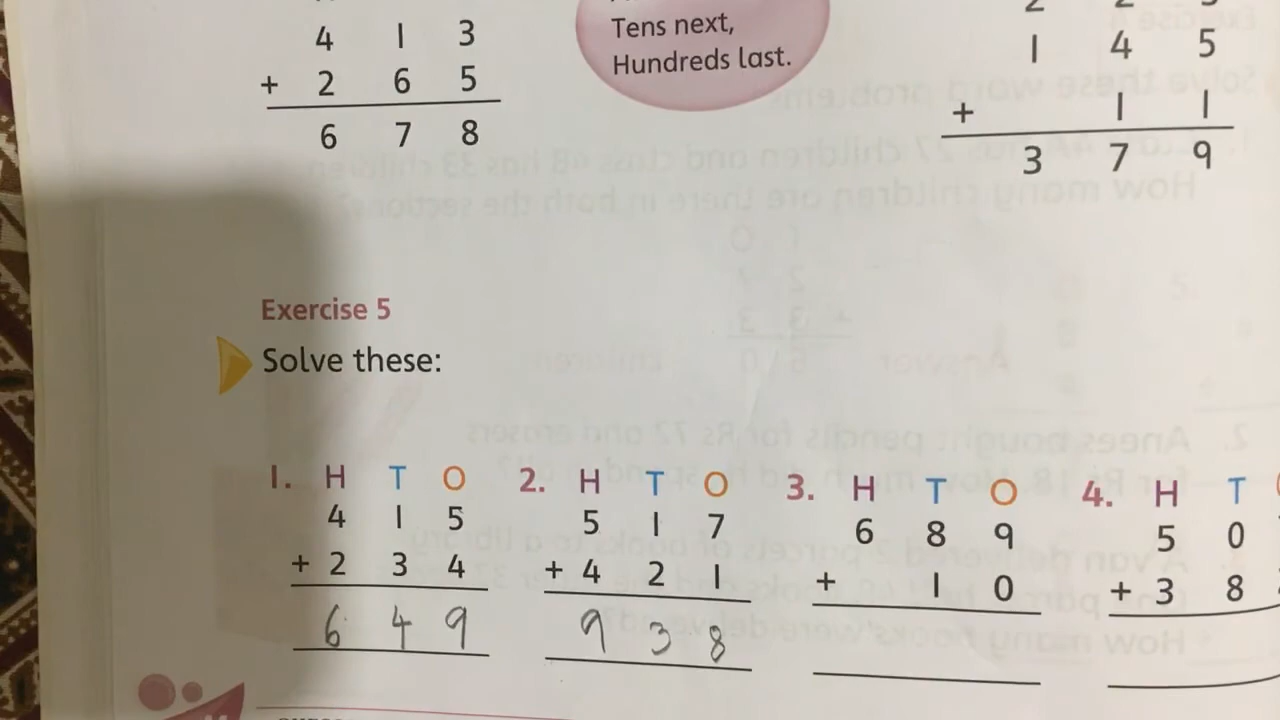 4 1 3
+ 2 6 5
6 7 8
Tens next,
Hundreds last.
1 4 5
+ 1 1
3 7 9
Exercise 5
Solve these:
1. H T O
4 1 5
+ 2 3 4
6 4 9
2. H T O
5 1 7
+ 4 2 1
9 3 8
3. H T O
6 8 9
+ 1 0
4. H T
5 0
+ 3 8